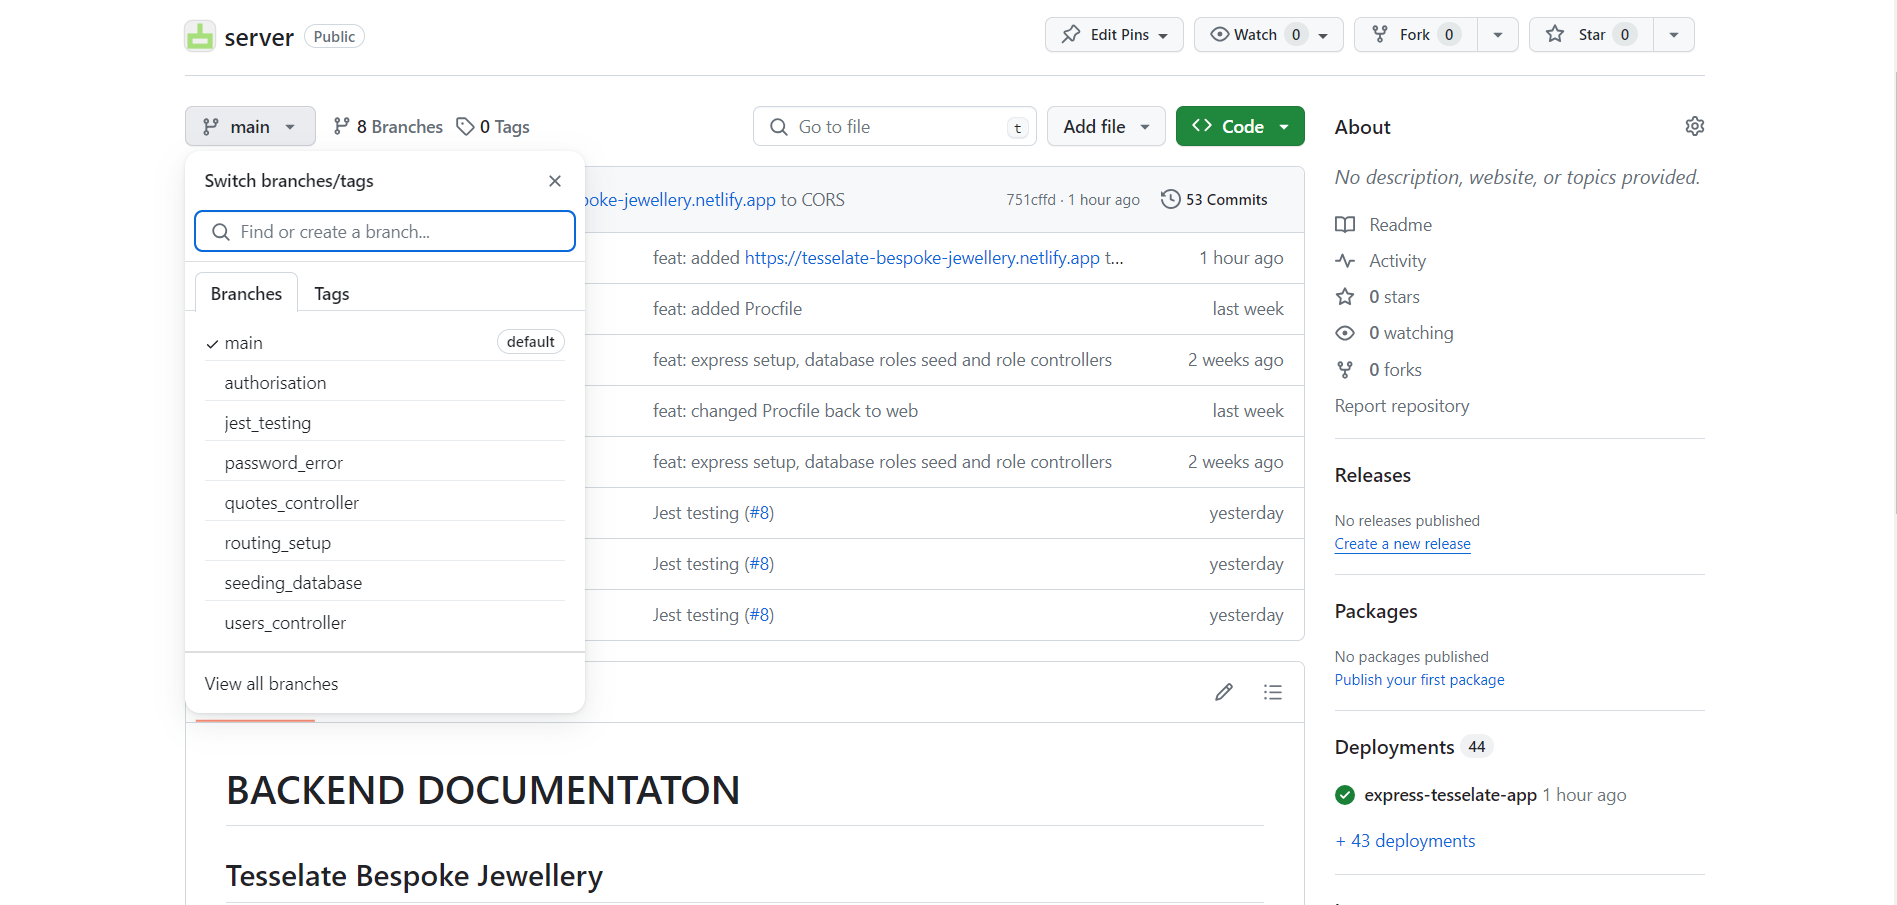 server Public
Edit Pins Watch 0 Fork 0 Star 0
main 8 Branches 0 Tags Go to file t Add file Code
Switch branches/tags
Find or create a branch...
Branches Tags
main default
authorisation
jest_testing
password_error
quotes_controller
routing_setup
seeding_database
users_controller
View all branches
oke-jewellery.netlify.app to CORS 751cffd · 1 hour ago 53 Commits
feat: added https://tesselate-bespoke-jewellery.netlify.app t... 1 hour ago
feat: added Procfile last week
feat: express setup, database roles seed and role controllers 2 weeks ago
feat: changed Procfile back to web last week
feat: express setup, database roles seed and role controllers 2 weeks ago
Jest testing (#8) yesterday
Jest testing (#8) yesterday
Jest testing (#8) yesterday
BACKEND DOCUMENTATON
Tesselate Bespoke Jewellery
About
No description, website, or topics provided.
Readme
Activity
0 stars
0 watching
0 forks
Report repository
Releases
No releases published
Create a new release
Packages
No packages published
Publish your first package
Deployments 44
express-tesselate-app 1 hour ago
+ 43 deployments